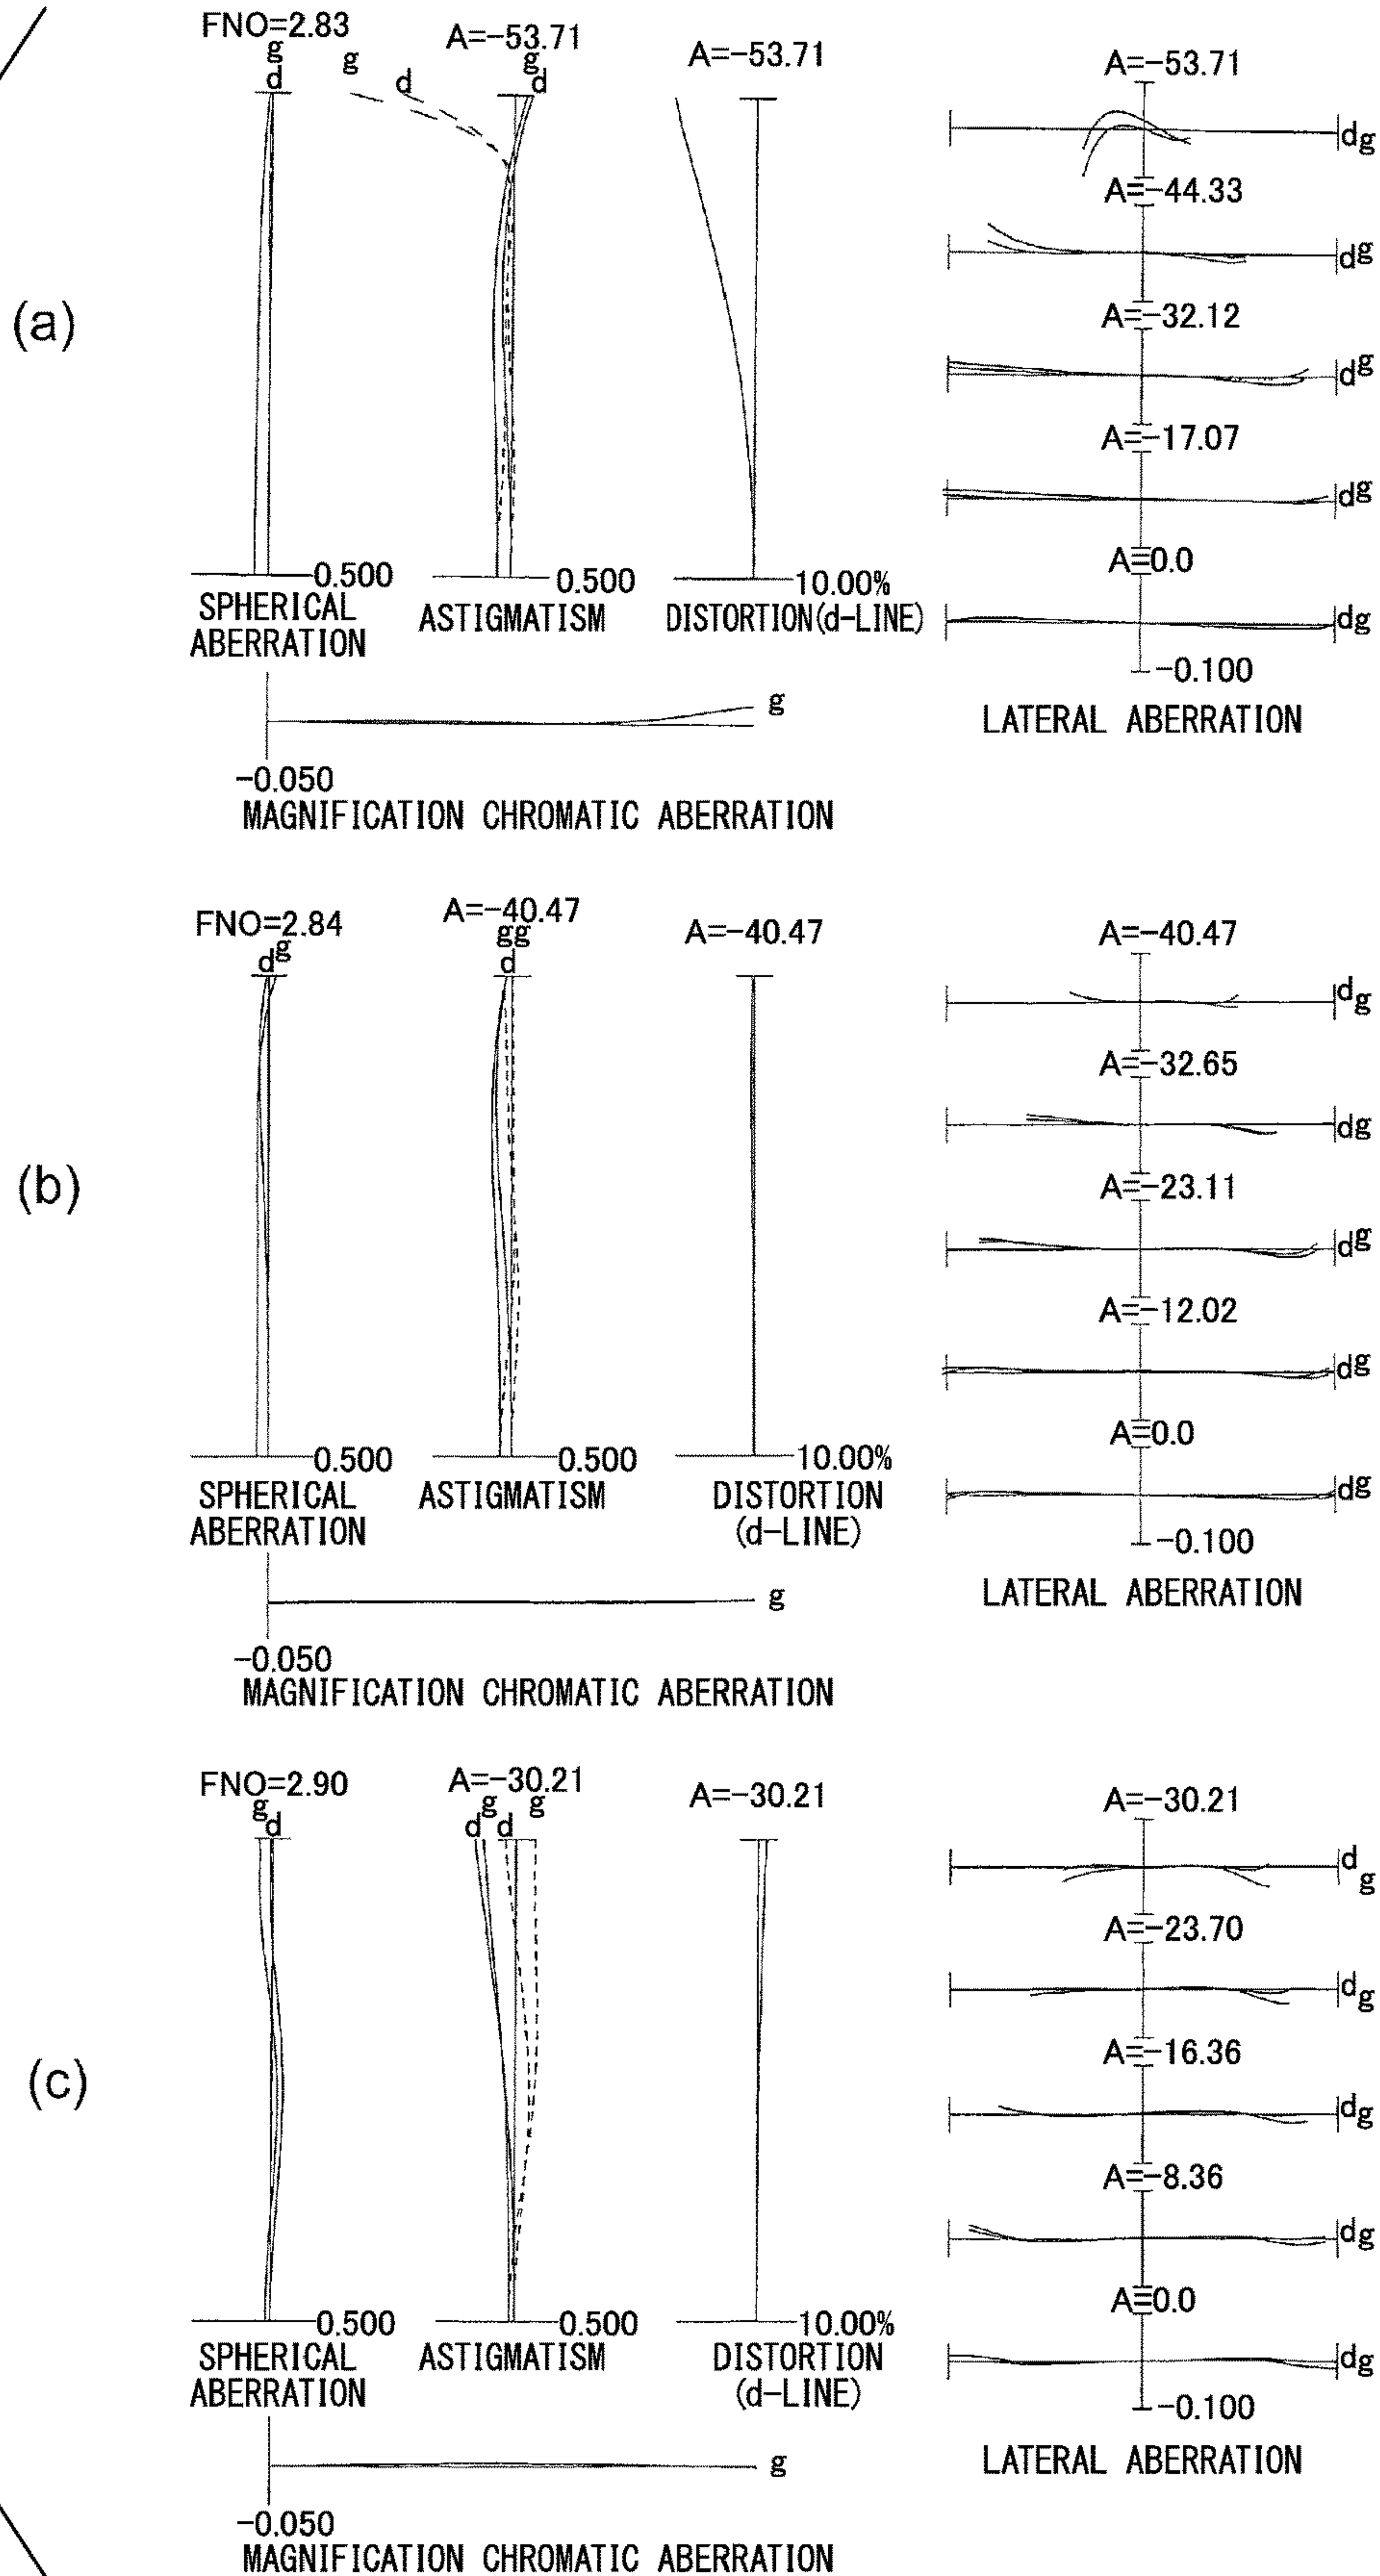 (a)
FNO=2.83
g
d
0.500
SPHERICAL
ABERRATION
A=-53.71
g
d
g
d
0.500
ASTIGMATISM
A=-53.71
10.00%
DISTORTION(d-LINE)
g
-0.050
MAGNIFICATION CHROMATIC ABERRATION
A=-53.71
dg
A=-44.33
dg
A=-32.12
dg
A=-17.07
dg
A=0.0
dg
-0.100
LATERAL ABERRATION
(b)
FNO=2.84
dg
0.500
SPHERICAL
ABERRATION
A=-40.47
gg
d
0.500
ASTIGMATISM
A=-40.47
10.00%
DISTORTION
(d-LINE)
g
-0.050
MAGNIFICATION CHROMATIC ABERRATION
A=-40.47
dg
A=-32.65
dg
A=-23.11
dg
A=-12.02
dg
A=0.0
dg
-0.100
LATERAL ABERRATION
(c)
FNO=2.90
gd
0.500
SPHERICAL
ABERRATION
A=-30.21
dgd g
0.500
ASTIGMATISM
A=-30.21
10.00%
DISTORTION
(d-LINE)
g
-0.050
MAGNIFICATION CHROMATIC ABERRATION
A=-30.21
d
g
A=-23.70
dg
A=-16.36
dg
A=-8.36
dg
A=0.0
dg
-0.100
LATERAL ABERRATION